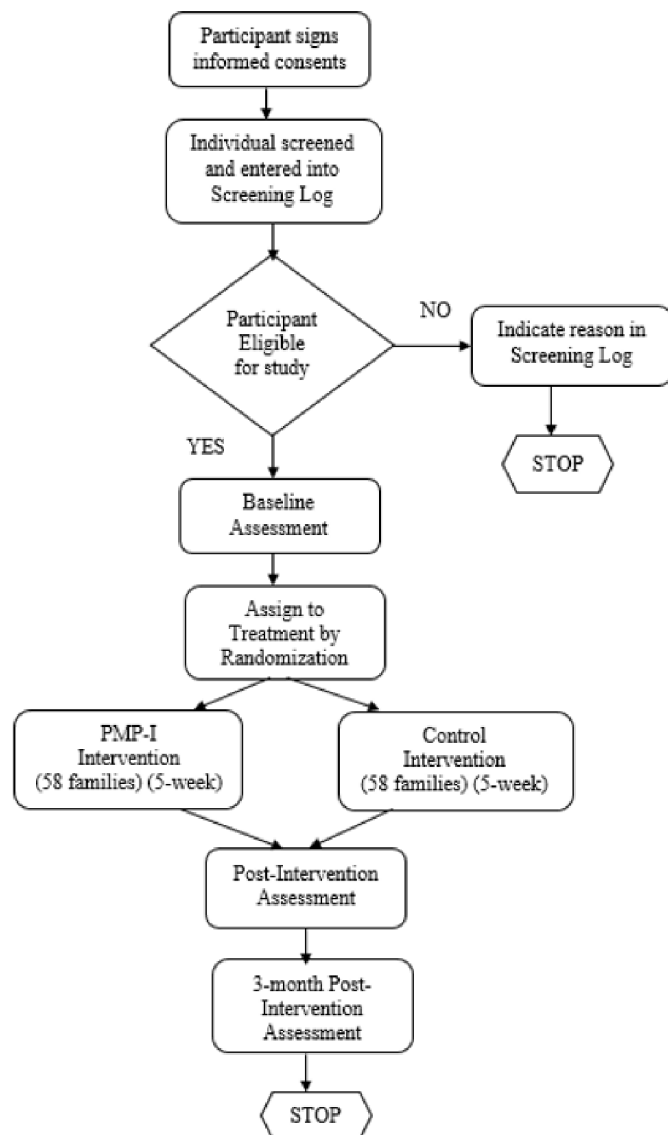 Participant signs
informed consents
Individual screened
and entered into
Screening Log
Participant
Eligible
for study
NO
Indicate reason in
Screening Log
STOP
YES
Baseline
Assessment
Assign to
Treatment by
Randomization
PMP-I
Intervention
(58 families) (5-week)
Control
Intervention
(58 families) (5-week)
Post-Intervention
Assessment
3-month Post-
Intervention
Assessment
STOP